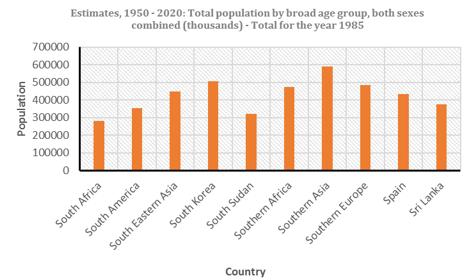 Estimates, 1950 - 2020: Total population by broad age group, both sexes
combined (thousands) - Total for the year 1985
700000
600000
500000
400000
300000
200000
100000
0
Population
South Africa
South America
South Eastern Asia
South Korea
South Sudan
Southern Africa
Southern Asia
Southern Europe
Spain
Sri Lanka
Country